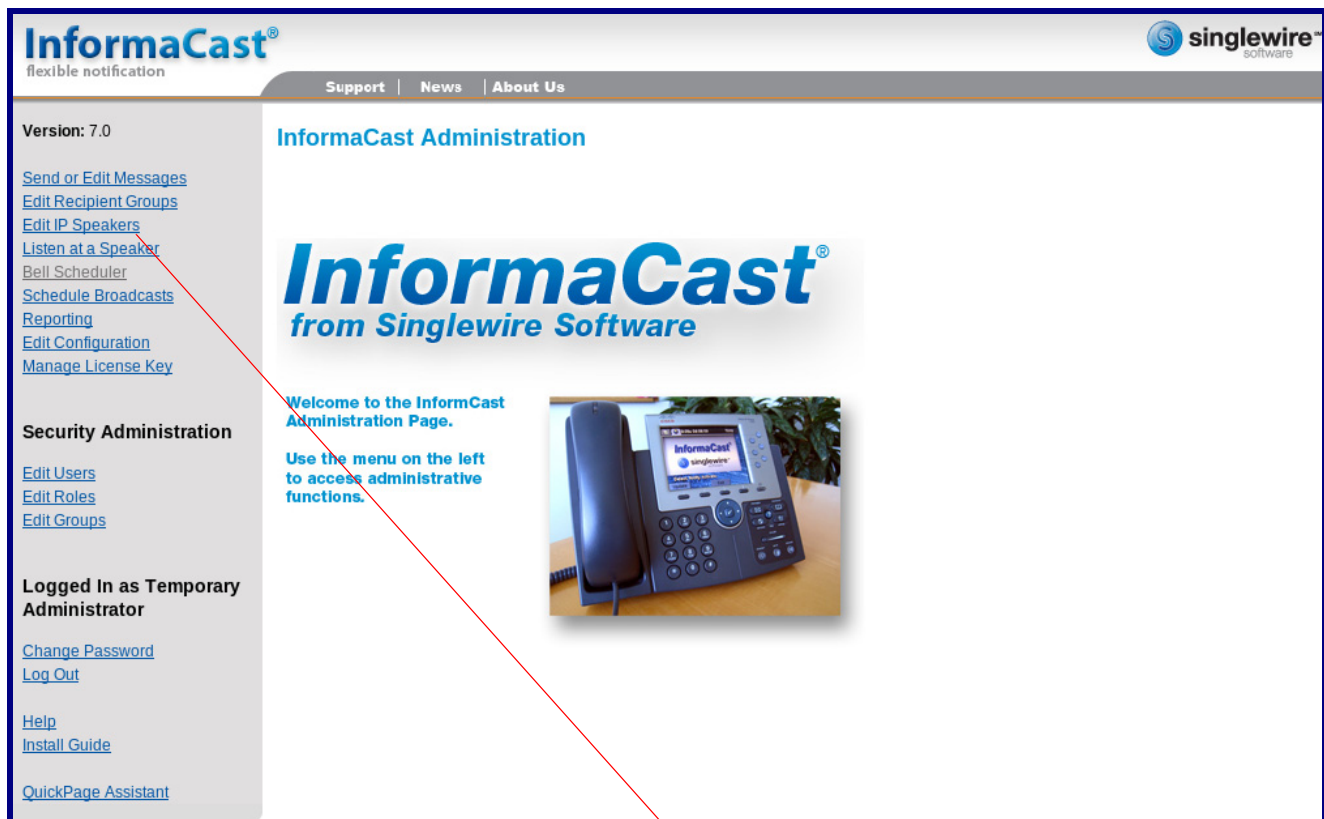 InformaCast®
flexible notification
singlewire
software
Support | News | About Us
Version: 7.0
Send or Edit Messages
Edit Recipient Groups
Edit IP Speakers
Listen at a Speaker
Bell Scheduler
Schedule Broadcasts
Reporting
Edit Configuration
Manage License Key
Security Administration
Edit Users
Edit Roles
Edit Groups
Logged In as Temporary
Administrator
Change Password
Log Out
Help
Install Guide
QuickPage Assistant
InformaCast Administration
InformaCast®
from Singlewire Software
Welcome to the InformCast
Administration Page.
Use the menu on the left
to access administrative
functions.
InformaCast
singlewire